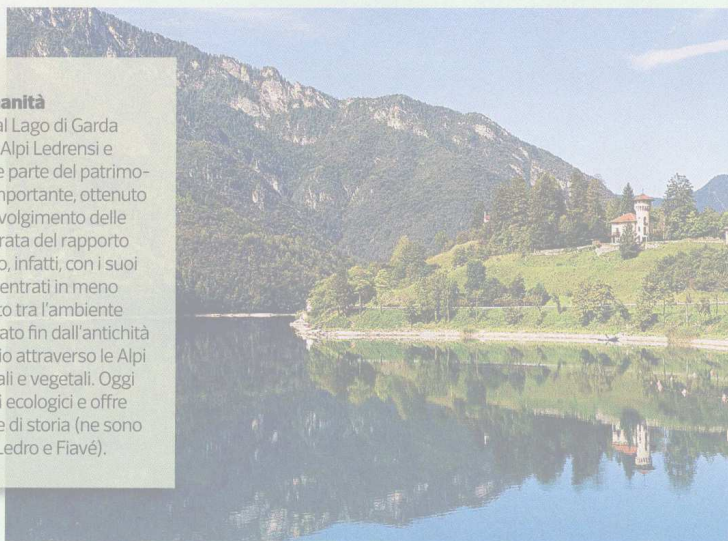 anità
al Lago di Garda
Alpi Ledrensi e
e parte del patrimo-
mportante, ottenuto
volgimento delle
rata del rapporto
o, infatti, con i suoi
entrati in meno
to tra l'ambiente
ato fin dall'antichità
io attraverso le Alpi
ali e vegetali. Oggi
i ecologici e offre
e di storia (ne sono
Ledro e Fiavé).